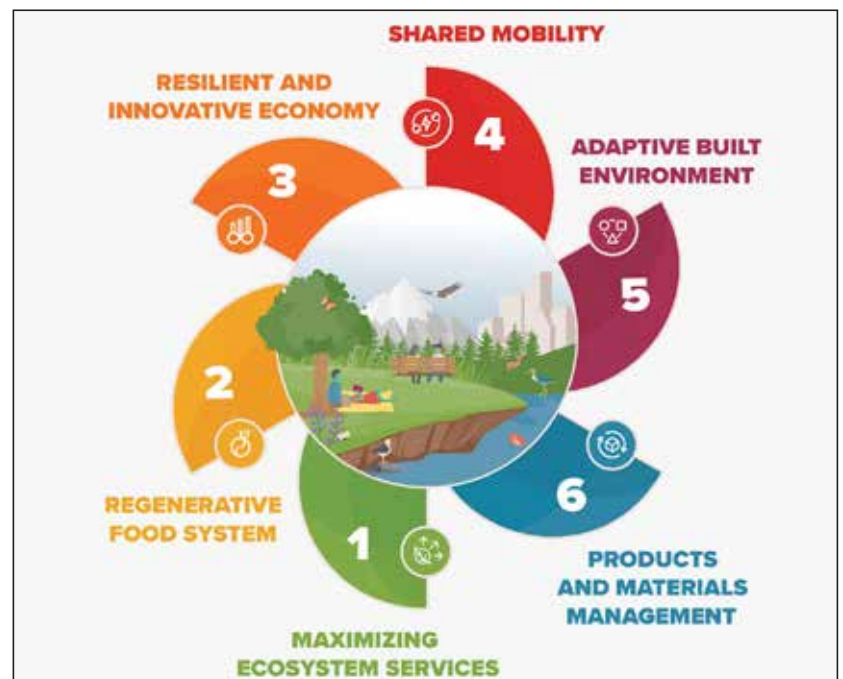 SHARED MOBILITY
4
RESILIENT AND
INNOVATIVE ECONOMY
3
ADAPTIVE BUILT
ENVIRONMENT
5
2
REGENERATIVE
FOOD SYSTEM
6
PRODUCTS
AND MATERIALS
MANAGEMENT
1
MAXIMIZING
ECOSYSTEM SERVICES